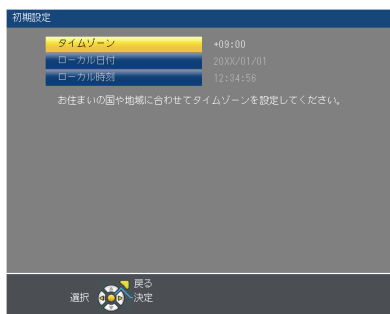 初期設定
タイムゾーン +09:00
ローカル日付 20XX/01/01
ローカル時刻 12:34:56
お住まいの国や地域に合わせてタイムゾーンを設定してください。
戻る
選択 決定